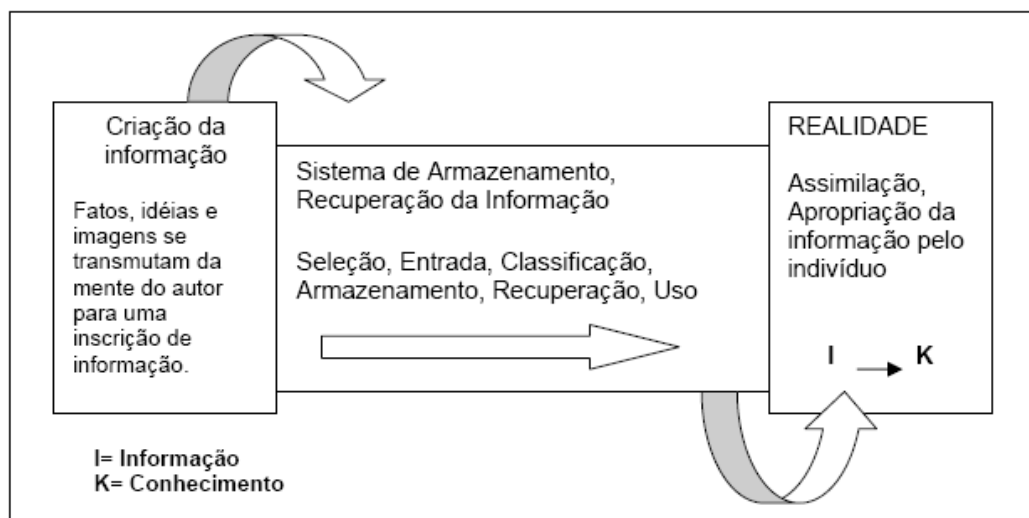 Criação da
informação
Fatos, idéias e
imagens se
transmutam da
mente do autor
para uma
inscrição de
informação.
Sistema de Armazenamento,
Recuperação da Informação
Seleção, Entrada, Classificação,
Armazenamento, Recuperação, Uso
REALIDADE
Assimilação,
Apropriação da
informação pelo
indivíduo
I K
I= Informação
K= Conhecimento